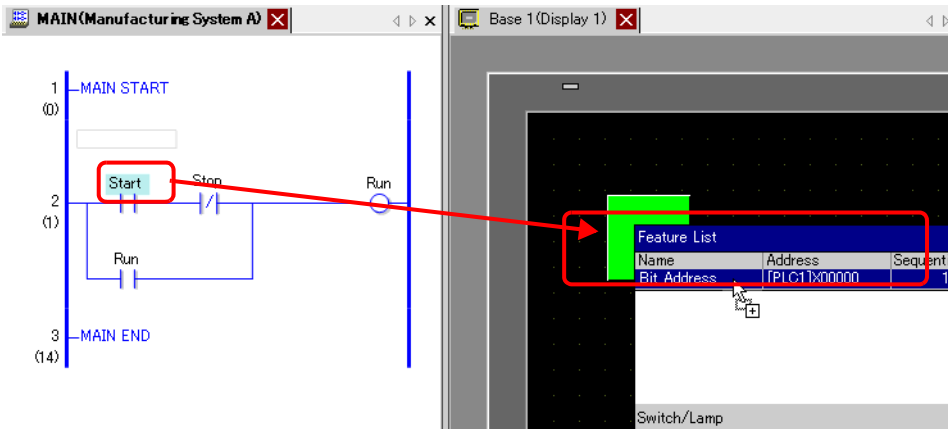 MAIN(Manufacturing System A)
1 MAIN START
(0)
Start Stop Run
2
(1)
Run
3 MAIN END
(14)
Base 1(Display 1)
Feature List
Name Address Sequent
Bit Address [PLC1]X00000 1
Switch/Lamp